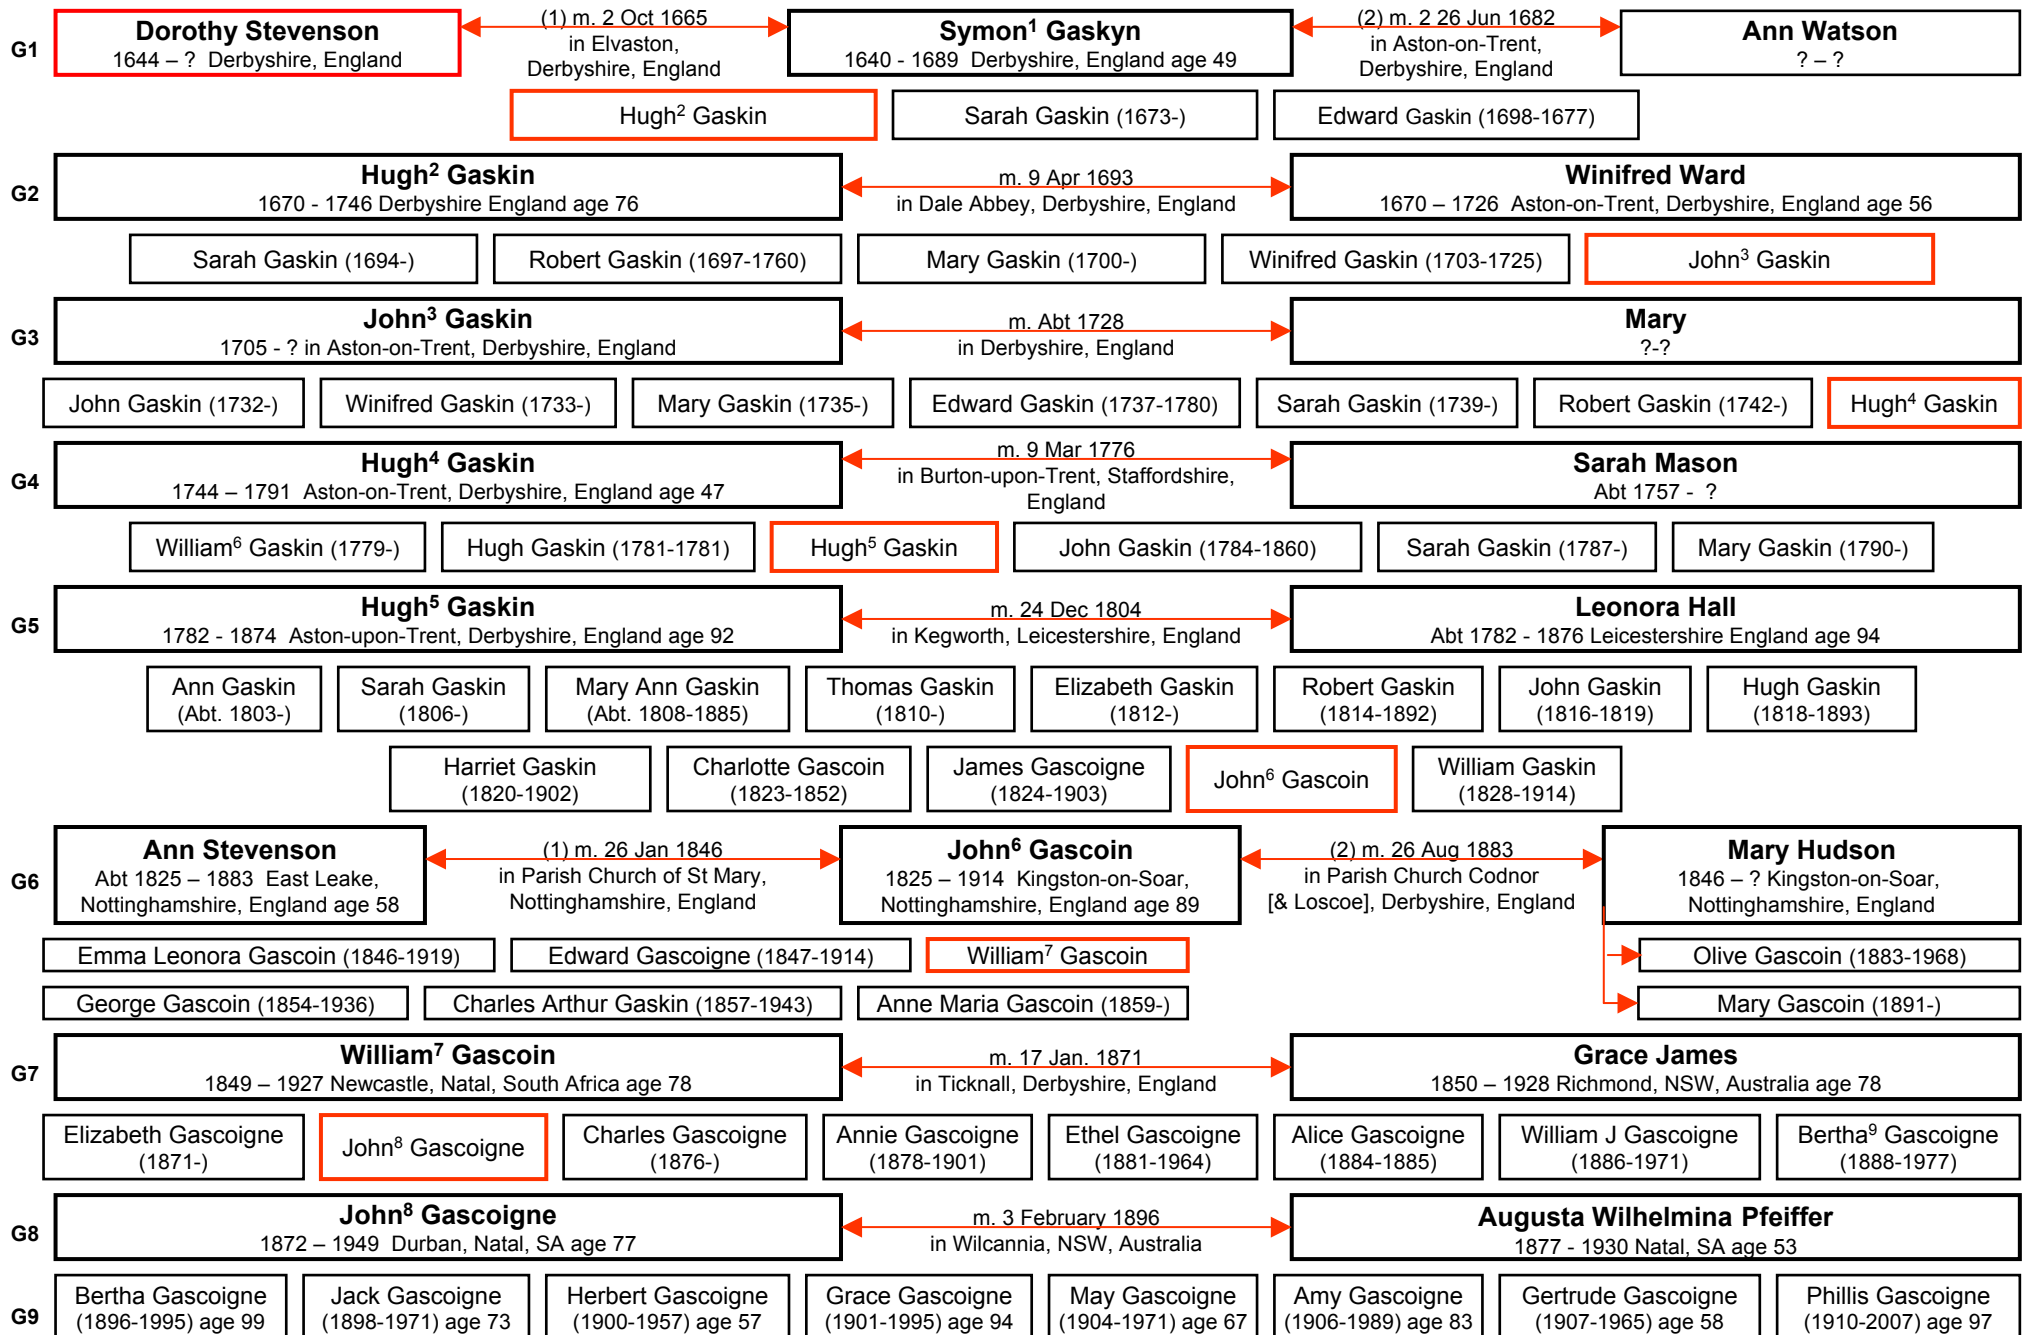 G1
Dorothy Stevenson
1644 – ? Derbyshire, England
(1) m. 2 Oct 1665
in Elvaston,
Derbyshire, England
Symon¹ Gaskyn
1640 - 1689 Derbyshire, England age 49
(2) m. 2 26 Jun 1682
in Aston-on-Trent,
Derbyshire, England
Ann Watson
? – ?
Hugh² Gaskin
Sarah Gaskin (1673-)
Edward Gaskin (1698-1677)
G2
Hugh² Gaskin
1670 - 1746 Derbyshire England age 76
m. 9 Apr 1693
in Dale Abbey, Derbyshire, England
Winifred Ward
1670 – 1726 Aston-on-Trent, Derbyshire, England age 56
Sarah Gaskin (1694-)
Robert Gaskin (1697-1760)
Mary Gaskin (1700-)
Winifred Gaskin (1703-1725)
John³ Gaskin
G3
John³ Gaskin
1705 - ? in Aston-on-Trent, Derbyshire, England
m. Abt 1728
in Derbyshire, England
Mary
?-?
John Gaskin (1732-)
Winifred Gaskin (1733-)
Mary Gaskin (1735-)
Edward Gaskin (1737-1780)
Sarah Gaskin (1739-)
Robert Gaskin (1742-)
Hugh⁴ Gaskin
G4
Hugh⁴ Gaskin
1744 – 1791 Aston-on-Trent, Derbyshire, England age 47
m. 9 Mar 1776
in Burton-upon-Trent, Staffordshire,
England
Sarah Mason
Abt 1757 - ?
William⁶ Gaskin (1779-)
Hugh Gaskin (1781-1781)
Hugh⁵ Gaskin
John Gaskin (1784-1860)
Sarah Gaskin (1787-)
Mary Gaskin (1790-)
G5
Hugh⁵ Gaskin
1782 - 1874 Aston-upon-Trent, Derbyshire, England age 92
m. 24 Dec 1804
in Kegworth, Leicestershire, England
Leonora Hall
Abt 1782 - 1876 Leicestershire England age 94
Ann Gaskin
(Abt. 1803-)
Sarah Gaskin
(1806-)
Mary Ann Gaskin
(Abt. 1808-1885)
Thomas Gaskin
(1810-)
Elizabeth Gaskin
(1812-)
Robert Gaskin
(1814-1892)
John Gaskin
(1816-1819)
Hugh Gaskin
(1818-1893)
Harriet Gaskin
(1820-1902)
Charlotte Gascoin
(1823-1852)
James Gascoigne
(1824-1903)
John⁶ Gascoin
William Gaskin
(1828-1914)
G6
Ann Stevenson
Abt 1825 – 1883 East Leake,
Nottinghamshire, England age 58
(1) m. 26 Jan 1846
in Parish Church of St Mary,
Nottinghamshire, England
John⁶ Gascoin
1825 – 1914 Kingston-on-Soar,
Nottinghamshire, England age 89
(2) m. 26 Aug 1883
in Parish Church Codnor
[& Loscoe], Derbyshire, England
Mary Hudson
1846 – ? Kingston-on-Soar,
Nottinghamshire, England
Emma Leonora Gascoin (1846-1919)
Edward Gascoigne (1847-1914)
William⁷ Gascoin
Olive Gascoin (1883-1968)
George Gascoin (1854-1936)
Charles Arthur Gaskin (1857-1943)
Anne Maria Gascoin (1859-)
Mary Gascoin (1891-)
G7
William⁷ Gascoin
1849 – 1927 Newcastle, Natal, South Africa age 78
m. 17 Jan. 1871
in Ticknall, Derbyshire, England
Grace James
1850 – 1928 Richmond, NSW, Australia age 78
Elizabeth Gascoigne
(1871-)
John⁸ Gascoigne
Charles Gascoigne
(1876-)
Annie Gascoigne
(1878-1901)
Ethel Gascoigne
(1881-1964)
Alice Gascoigne
(1884-1885)
William J Gascoigne
(1886-1971)
Bertha⁹ Gascoigne
(1888-1977)
G8
John⁸ Gascoigne
1872 – 1949 Durban, Natal, SA age 77
m. 3 February 1896
in Wilcannia, NSW, Australia
Augusta Wilhelmina Pfeiffer
1877 - 1930 Natal, SA age 53
G9
Bertha Gascoigne
(1896-1995) age 99
Jack Gascoigne
(1898-1971) age 73
Herbert Gascoigne
(1900-1957) age 57
Grace Gascoigne
(1901-1995) age 94
May Gascoigne
(1904-1971) age 67
Amy Gascoigne
(1906-1989) age 83
Gertrude Gascoigne
(1907-1965) age 58
Phillis Gascoigne
(1910-2007) age 97